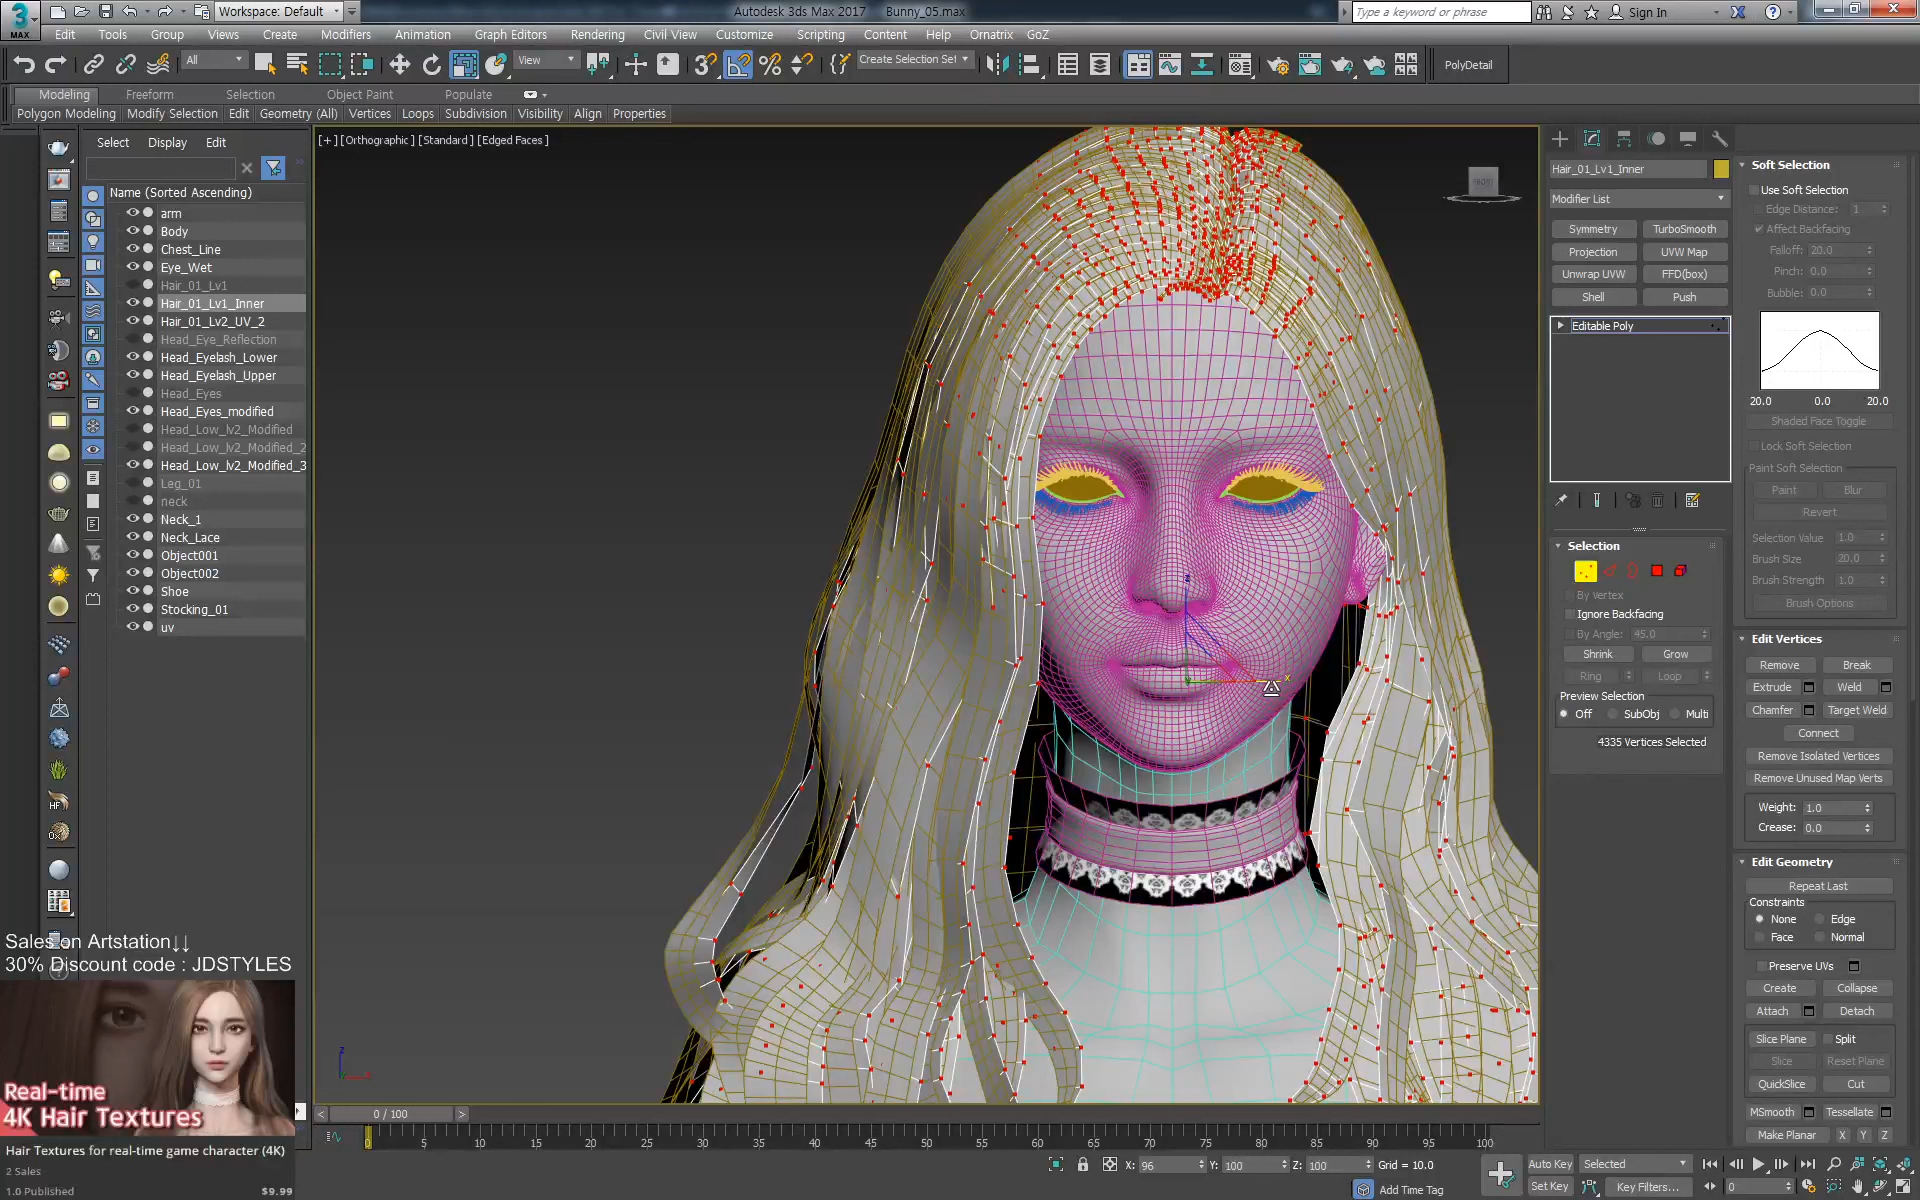 Workspace: Default
Autodesk 3ds Max 2017 Bunny_05.max
Type a keyword or phrase
Sign In
MAX
Edit Tools Group Views Create Modifiers Animation Graph Editors Rendering Civil View Customize Scripting Content Help Ornatrix GoZ
All
View
Create Selection Set
PolyDetail
Modeling Freeform Selection Object Paint Populate
Polygon Modeling Modify Selection Edit Geometry (All) Vertices Loops Subdivision Visibility Align Properties
Select Display Edit
Name (Sorted Ascending)
arm
Body
Chest_Line
Eye_Wet
Hair_01_Lv1
Hair_01_Lv1_Inner
Hair_01_Lv2_UV_2
Head_Eye_Reflection
Head_Eyelash_Lower
Head_Eyelash_Upper
Head_Eyes
Head_Eyes_modified
Head_Low_lv2_Modified
Head_Low_lv2_Modified_2
Head_Low_lv2_Modified_3
Leg_01
neck
Neck_1
Neck_Lace
Object001
Object002
Shoe
Stocking_01
uv
[+] [Orthographic] [Standard] [Edged Faces]
FRONT
z
x
Hair_01_Lv1_Inner
Modifier List
Symmetry TurboSmooth
Projection UVW Map
Unwrap UVW FFD(box)
Shell Push
Editable Poly
Selection
By Vertex
Ignore Backfacing
By Angle: 45.0
Shrink Grow
Ring Loop
Preview Selection
Off SubObj Multi
4335 Vertices Selected
Soft Selection
Use Soft Selection
Edge Distance: 1
Affect Backfacing
Falloff: 20.0
Pinch: 0.0
Bubble: 0.0
20.0 0.0 20.0
Shaded Face Toggle
Lock Soft Selection
Paint Soft Selection
Paint Blur
Revert
Selection Value 1.0
Brush Size 20.0
Brush Strength 1.0
Brush Options
Edit Vertices
Remove Break
Extrude Weld
Chamfer Target Weld
Connect
Remove Isolated Vertices
Remove Unused Map Verts
Weight: 1.0
Crease: 0.0
Edit Geometry
Repeat Last
Constraints
None Edge
Face Normal
Preserve UVs
Create Collapse
Attach Detach
Slice Plane Split
Slice Reset Plane
QuickSlice Cut
MSmooth Tessellate
Make Planar X Y Z
Sales on Artstation↓↓
30% Discount code : JDSTYLES
Real-time
4K Hair Textures
Hair Textures for real-time game character (4K)
2 Sales
1.0 Published $9.99
0 / 100
0 5 10 15 20 25 30 35 40 45 50 55 60 65 70 75 80 85 90 95 100
X: 96 Y: 100 Z: 100 Grid = 10.0
Add Time Tag
Auto Key Selected
Set Key Key Filters...
0